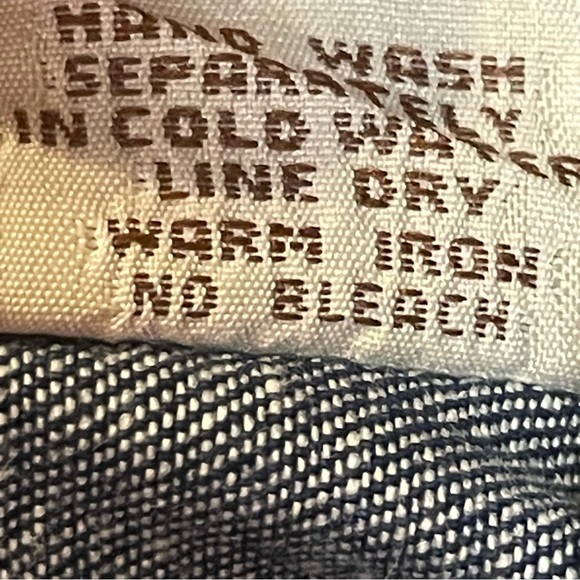 HAND WASH
SEPARATELY
IN COLD WATER
LINE DRY
WARM IRON
NO BLEACH